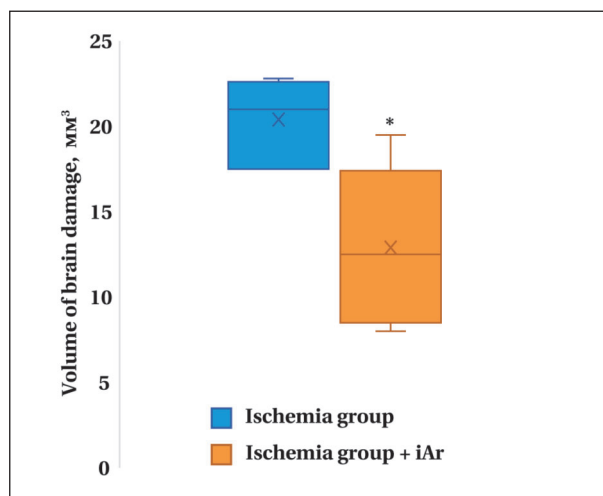 Volume of brain damage, мм³
25
20
15
10
5
0
*
Ischemia group
Ischemia group + iAr